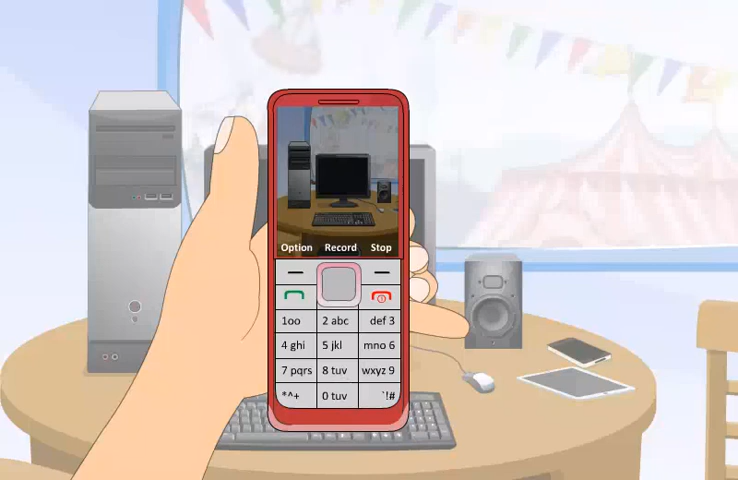 Option Record Stop
1oo 2 abc def 3
4 ghi 5 jkl mno 6
7 pqrs 8 tuv wxyz 9
*^+ 0 tuv `!#